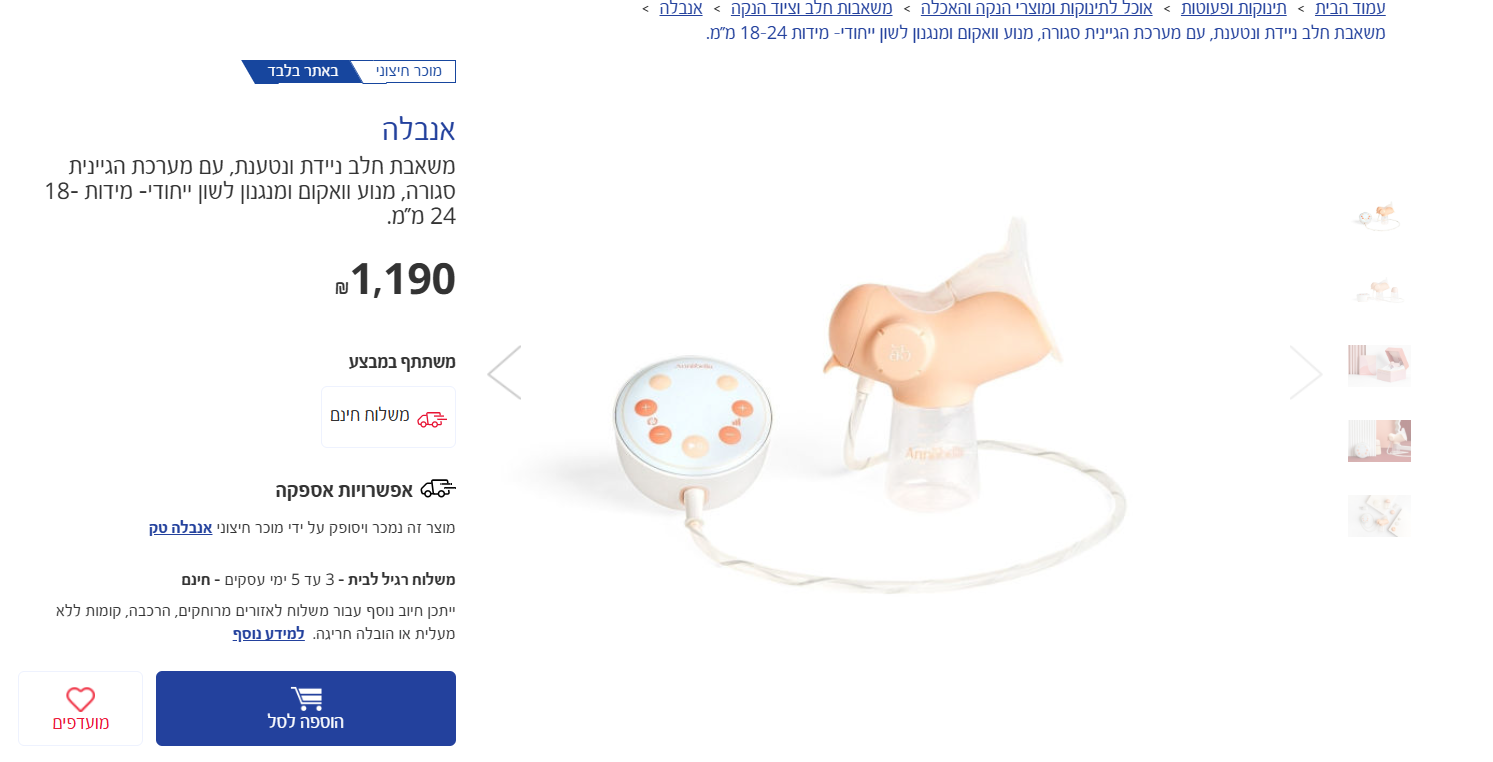 עמוד הבית > תינוקות ופעוטות > אוכל לתינוקות ומוצרי הנקה והאכלה > משאבות חלב וציוד הנקה > אנבלה >
משאבת חלב ניידת ונטענת, עם מערכת הגיינית סגורה, מנוע וואקום ומנגנון לשון ייחודי- מידות 18-24 מ"מ.
מוכר חיצוני
באתר בלבד
אנבלה
משאבת חלב ניידת ונטענת, עם מערכת הגיינית
סגורה, מנוע וואקום ומנגנון לשון ייחודי- מידות 18-
24 מ"מ.
1,190 ₪
משתתף במבצע
משלוח חינם
אפשרויות אספקה
מוצר זה נמכר ויסופק על ידי מוכר חיצוני אנבלה טק
משלוח רגיל לבית - 3 עד 5 ימי עסקים - חינם
ייתכן חיוב נוסף עבור משלוח לאזורים מרוחקים, הרכבה, קומות ללא
מעלית או הובלה חריגה. למידע נוסף
הוספה לסל
מועדפים
Annabella
Annabella